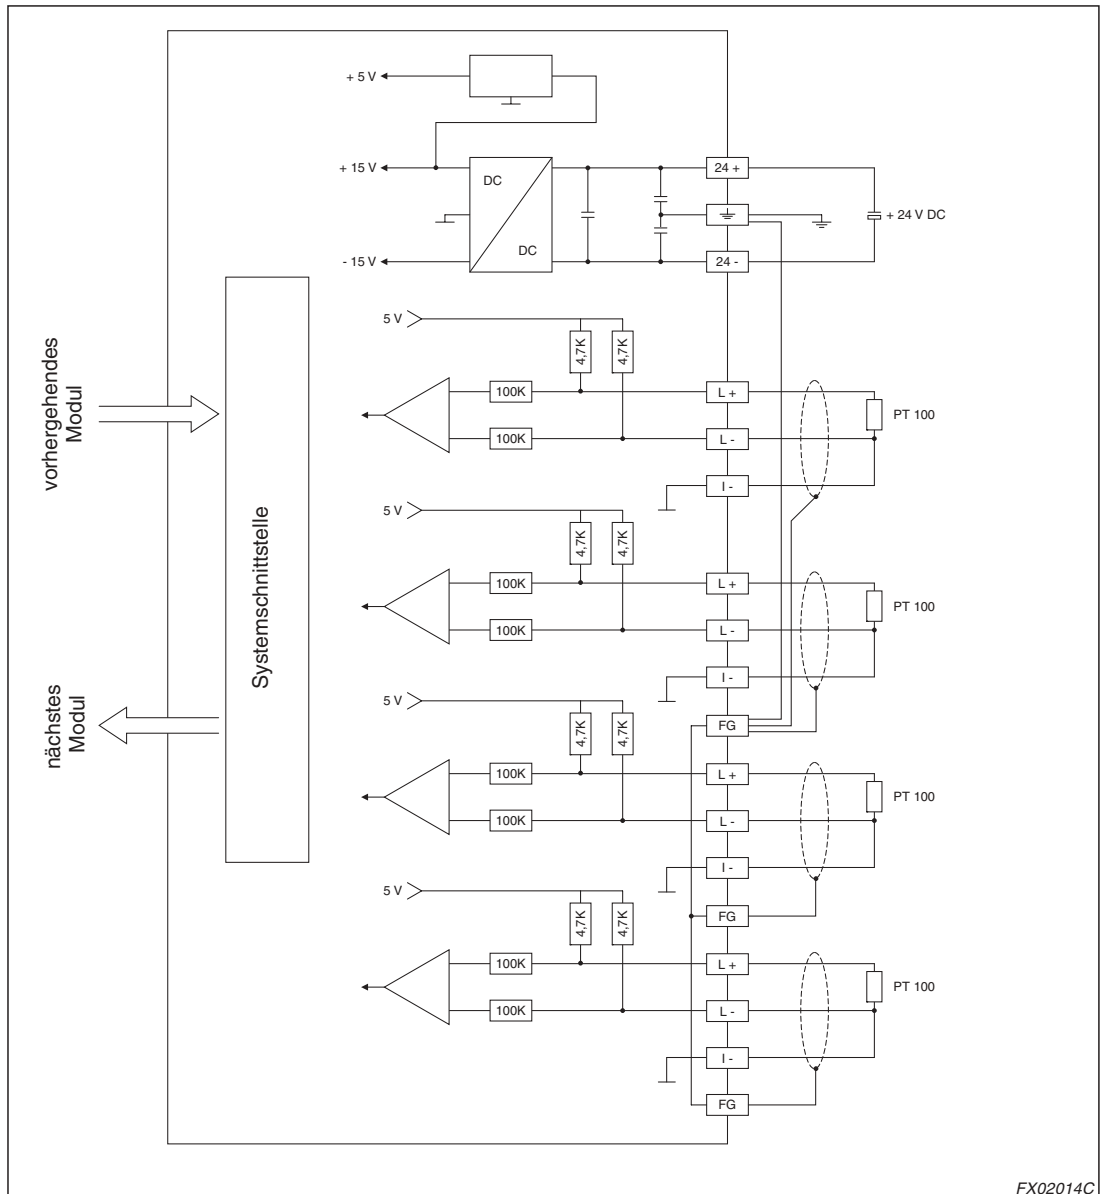 + 5 V
+ 15 V
DC
DC
- 15 V
24 +
24 -
+ 24 V DC
vorhergehendes
Modul
nächstes
Modul
Systemschnittstelle
5 V
4,7K
4,7K
100K
100K
L +
L -
I -
PT 100
5 V
4,7K
4,7K
100K
100K
L +
L -
I -
PT 100
FG
5 V
4,7K
4,7K
100K
100K
L +
L -
I -
PT 100
FG
5 V
4,7K
4,7K
100K
100K
L +
L -
I -
PT 100
FG
FX02014C